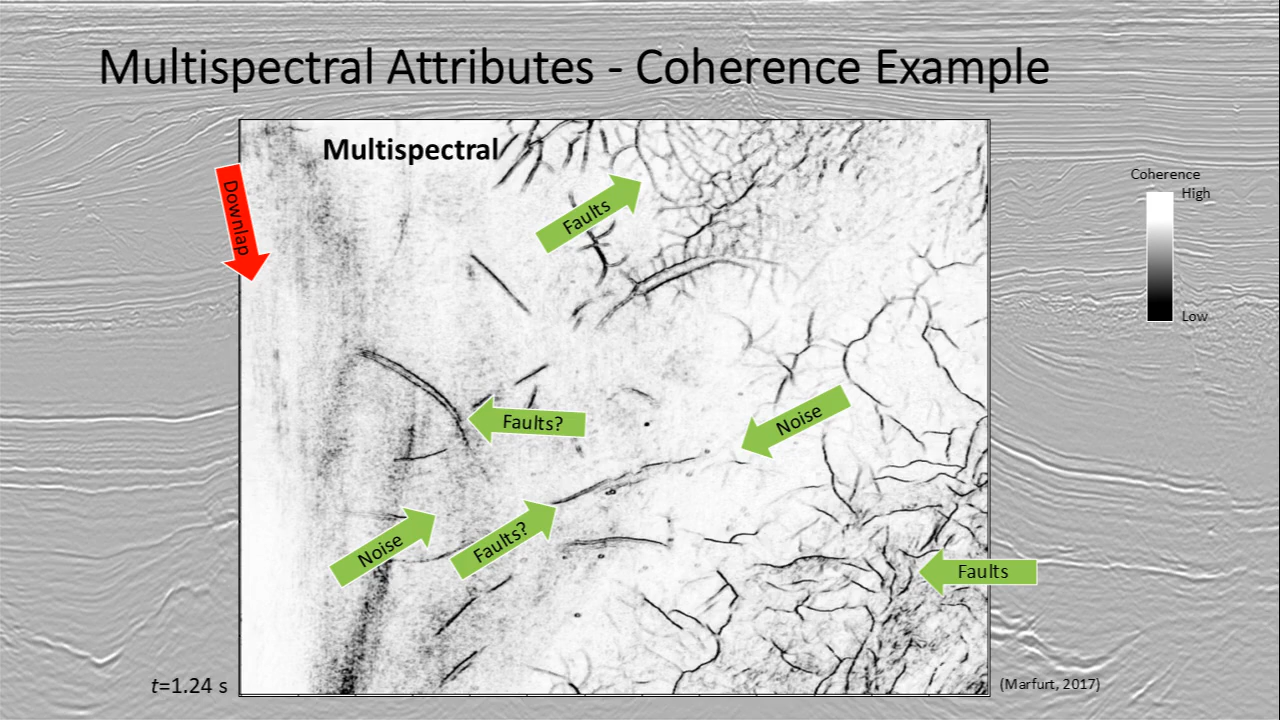 Multispectral Attributes - Coherence Example
Multispectral
Coherence
High
Low
Downlap
Faults
Faults?
Noise
Noise
Faults?
Faults
t=1.24 s
(Marfurt, 2017)